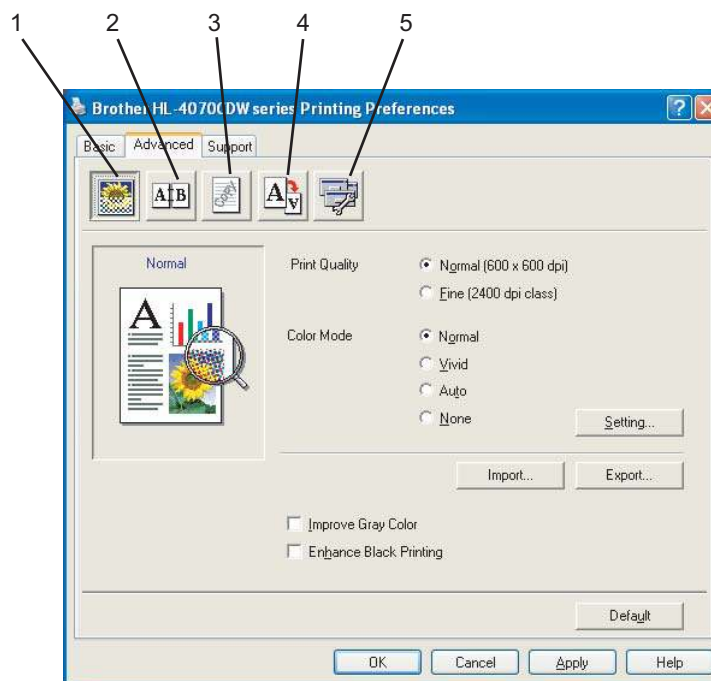 1 2 3 4 5
Brother HL-4070CDW series Printing Preferences
Basic Advanced Support
A B COPY A A
Normal
A
Print Quality Normal (600 x 600 dpi)
Fine (2400 dpi class)
Color Mode Normal
Vivid
Auto
None Setting...
Import... Export...
Improve Gray Color
Enhance Black Printing
Default
OK Cancel Apply Help